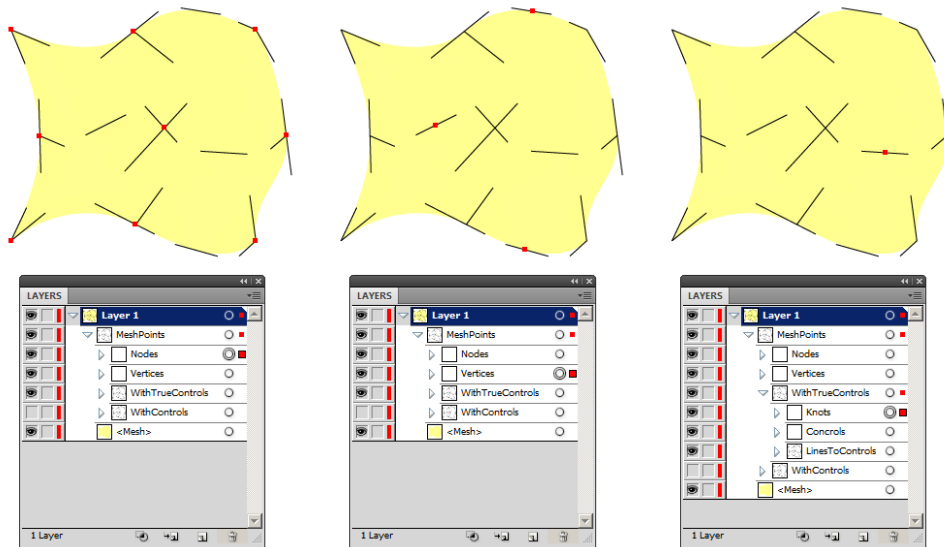 LAYERS
Layer 1
MeshPoints
Nodes
Vertices
WithTrueControls
WithControls
<Mesh>
1 Layer
LAYERS
Layer 1
MeshPoints
Nodes
Vertices
WithTrueControls
WithControls
<Mesh>
1 Layer
LAYERS
Layer 1
MeshPoints
Nodes
Vertices
WithTrueControls
Knots
Concrols
LinesToControls
WithControls
<Mesh>
1 Layer